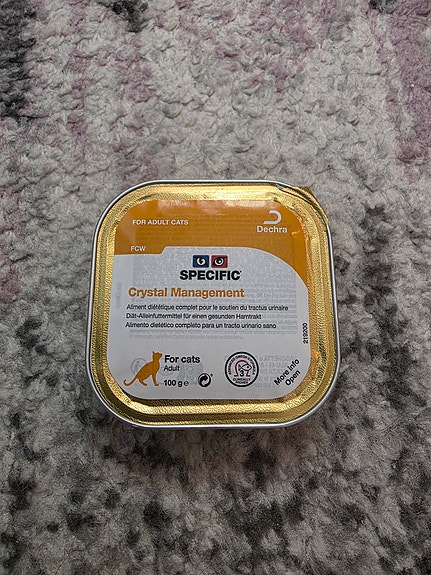 FOR ADULT CATS
Dechra
FCW
SPECIFIC
Crystal Management
Aliment diététique complet pour le soutien du tractus urinaire
Diät-Alleinfuttermittel für einen gesunden Harntrakt
Alimento dietético completo para un tracto urinario sano
219200
For cats
Adult
100 g e
More info
Open